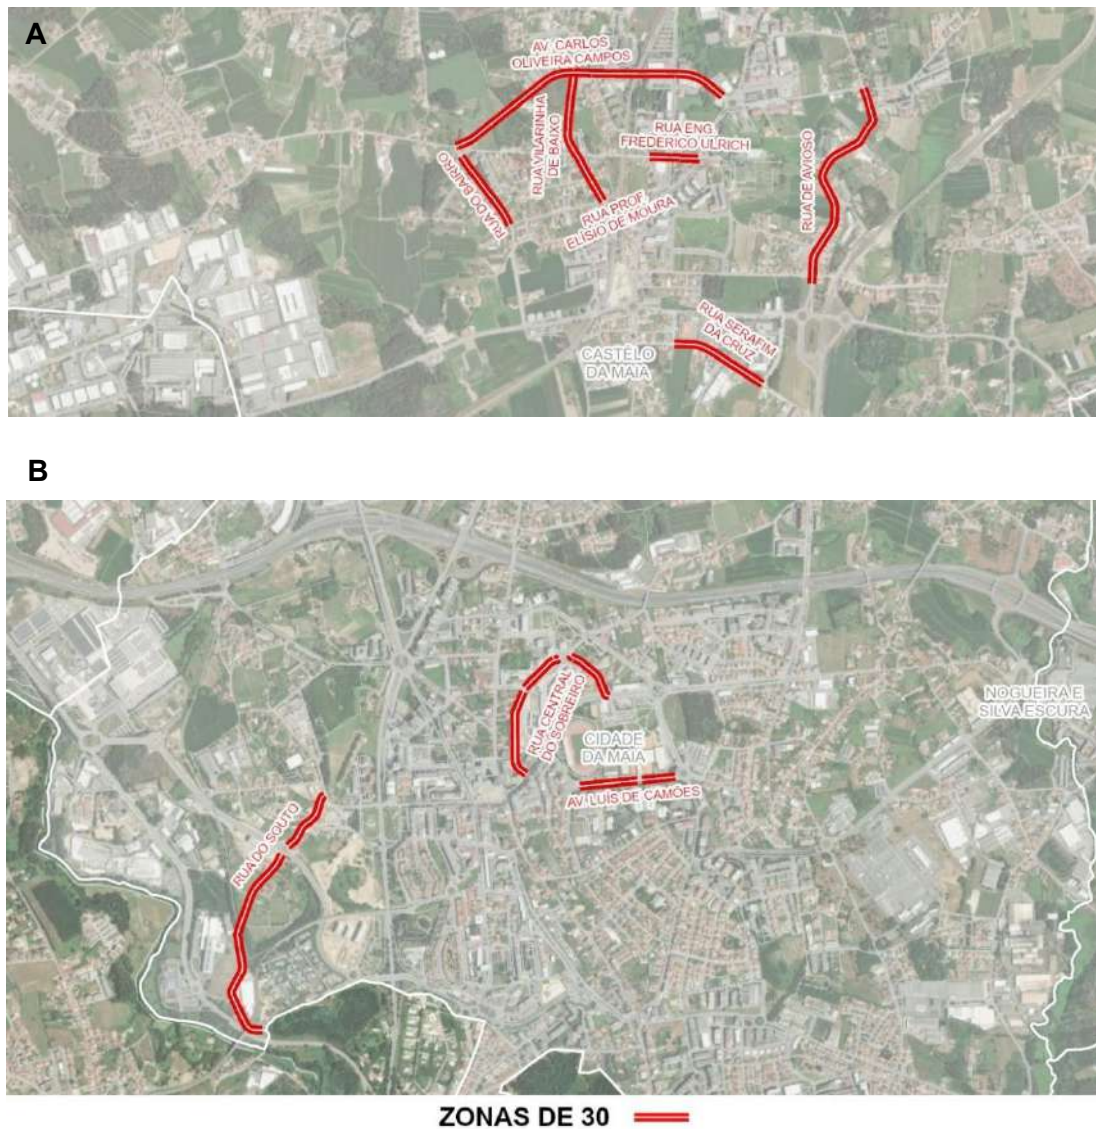 A
AV. CARLOS
OLIVEIRA CAMPOS
RUA VILARINHA
DE BAIXO
RUA ENG.
FREDERICO ULRICH
RUA DO BAIRRO
RUA PROF.
ELÍSIO DE MOURA
RUA DE AVIOSO
RUA SERAFIM
DA CRUZ
CASTÊLO
DA MAIA
B
RUA CENTRAL
DO SOBREIRO
NOGUEIRA E
SILVA ESCURA
CIDADE
DA MAIA
AV. LUÍS DE CAMÕES
RUA DO SOUTO
ZONAS DE 30